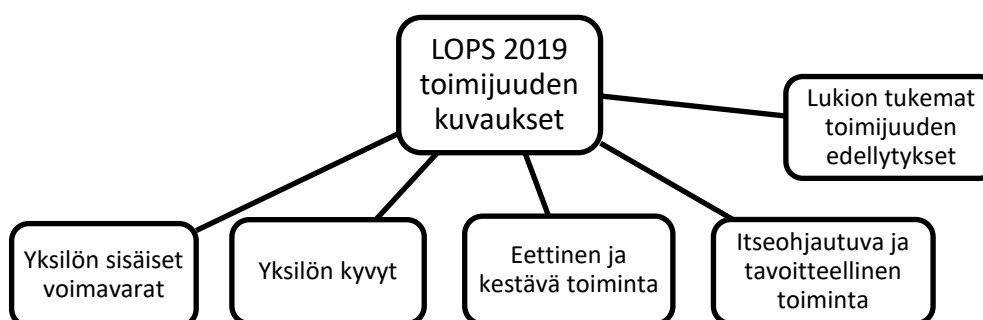 LOPS 2019
toimijuuden
kuvaukset
Lukion tukemat
toimijuuden
edellytykset
Yksilön sisäiset
voimavarat
Yksilön kyvyt
Eettinen ja
kestävä toiminta
Itseohjautuva ja
tavoitteellinen
toiminta